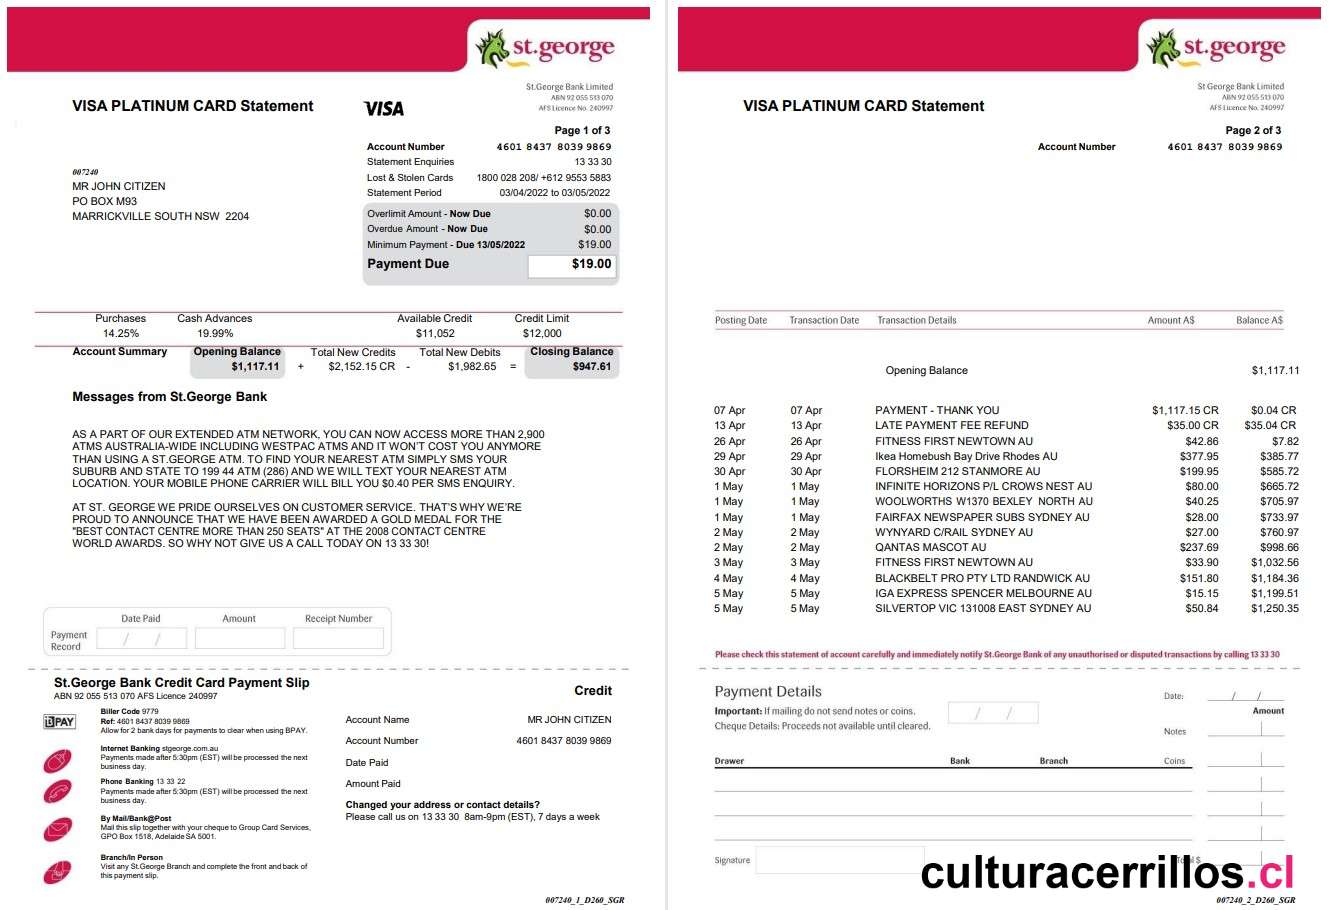 st.george
St.George Bank Limited
ABN 92 055 513 070
AFS Licence No. 240997
VISA PLATINUM CARD Statement
VISA
Page 1 of 3
Account Number 4601 8437 8039 9869
Statement Enquiries 13 33 30
Lost & Stolen Cards 1800 028 208/ +612 9553 5883
Statement Period 03/04/2022 to 03/05/2022
007240
MR JOHN CITIZEN
PO BOX M93
MARRICKVILLE SOUTH NSW 2204
Overlimit Amount - Now Due $0.00
Overdue Amount - Now Due $0.00
Minimum Payment - Due 13/05/2022 $19.00
Payment Due $19.00
Purchases Cash Advances Available Credit Credit Limit
14.25% 19.99% $11,052 $12,000
Account Summary Opening Balance Total New Credits Total New Debits Closing Balance
$1,117.11 + $2,152.15 CR - $1,982.65 = $947.61
Messages from St.George Bank
AS A PART OF OUR EXTENDED ATM NETWORK, YOU CAN NOW ACCESS MORE THAN 2,900
ATMS AUSTRALIA-WIDE INCLUDING WESTPAC ATMS AND IT WON'T COST YOU ANYMORE
THAN USING A ST.GEORGE ATM. TO FIND YOUR NEAREST ATM SIMPLY SMS YOUR
SUBURB AND STATE TO 199 44 ATM (286) AND WE WILL TEXT YOUR NEAREST ATM
LOCATION. YOUR MOBILE PHONE CARRIER WILL BILL YOU $0.40 PER SMS ENQUIRY.
AT ST. GEORGE WE PRIDE OURSELVES ON CUSTOMER SERVICE. THAT'S WHY WE'RE
PROUD TO ANNOUNCE THAT WE HAVE BEEN AWARDED A GOLD MEDAL FOR THE
"BEST CONTACT CENTRE MORE THAN 250 SEATS" AT THE 2008 CONTACT CENTRE
WORLD AWARDS. SO WHY NOT GIVE US A CALL TODAY ON 13 33 30!
Date Paid Amount Receipt Number
Payment
Record
/ /
St.George Bank Credit Card Payment Slip
ABN 92 055 513 070 AFS Licence 240997
Credit
BPAY
Biller Code 9779
Ref: 4601 8437 8039 9869
Allow for 2 bank days for payments to clear when using BPAY.
Internet Banking stgeorge.com.au
Payments made after 5:30pm (EST) will be processed the next
business day.
Phone Banking 13 33 22
Payments made after 5:30pm (EST) will be processed the next
business day.
By Mail/Bank@Post
Mail this slip together with your cheque to Group Card Services,
GPO Box 1518, Adelaide SA 5001.
Branch/In Person
Visit any St.George Branch and complete the front and back of
this payment slip.
Account Name MR JOHN CITIZEN
Account Number 4601 8437 8039 9869
Date Paid
Amount Paid
Changed your address or contact details?
Please call us on 13 33 30 8am-9pm (EST), 7 days a week
007240_1_D260_SGR
st.george
St George Bank Limited
ABN 92 055 513 070
AFS Licence No. 240997
VISA PLATINUM CARD Statement
Page 2 of 3
Account Number 4601 8437 8039 9869
Posting Date Transaction Date Transaction Details Amount A$ Balance A$
Opening Balance $1,117.11
07 Apr 07 Apr PAYMENT - THANK YOU $1,117.15 CR $0.04 CR
13 Apr 13 Apr LATE PAYMENT FEE REFUND $35.00 CR $35.04 CR
26 Apr 26 Apr FITNESS FIRST NEWTOWN AU $42.86 $7.82
29 Apr 29 Apr Ikea Homebush Bay Drive Rhodes AU $377.95 $385.77
30 Apr 30 Apr FLORSHEIM 212 STANMORE AU $199.95 $585.72
1 May 1 May INFINITE HORIZONS P/L CROWS NEST AU $80.00 $665.72
1 May 1 May WOOLWORTHS W1370 BEXLEY NORTH AU $40.25 $705.97
1 May 1 May FAIRFAX NEWSPAPER SUBS SYDNEY AU $28.00 $733.97
2 May 2 May WYNYARD C/RAIL SYDNEY AU $27.00 $760.97
2 May 2 May QANTAS MASCOT AU $237.69 $998.66
3 May 3 May FITNESS FIRST NEWTOWN AU $33.90 $1,032.56
4 May 4 May BLACKBELT PRO PTY LTD RANDWICK AU $151.80 $1,184.36
5 May 5 May IGA EXPRESS SPENCER MELBOURNE AU $15.15 $1,199.51
5 May 5 May SILVERTOP VIC 131008 EAST SYDNEY AU $50.84 $1,250.35
Please check this statement of account carefully and immediately notify St.George Bank of any unauthorised or disputed transactions by calling 13 33 30
Payment Details
Important: If mailing do not send notes or coins.
Cheque Details: Proceeds not available until cleared.
/ /
Date: / /
Amount
Notes
Drawer Bank Branch Coins
Signature
Total $
culturacerrillos.cl
007240_2_D260_SGR